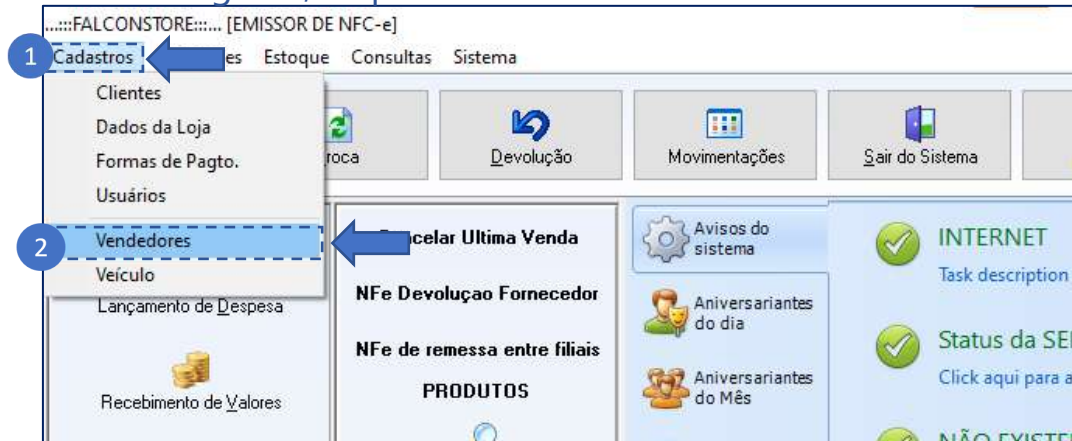 ...:::FALCONSTORE:::... [EMISSOR DE NFC-e]
1 Cadastros es Estoque Consultas Sistema
Clientes
Dados da Loja
Formas de Pagto.
Usuários
2 Vendedores
Veículo
roca
Devolução
Movimentações
Sair do Sistema
Lançamento de Despesa
Recebimento de Valores
celar Ultima Venda
NFe Devoluçao Fornecedor
NFe de remessa entre filiais
PRODUTOS
Avisos do
sistema
Aniversariantes
do dia
Aniversariantes
do Mês
INTERNET
Task description
Status da SE
Click aqui para a
NÃO EXISTE